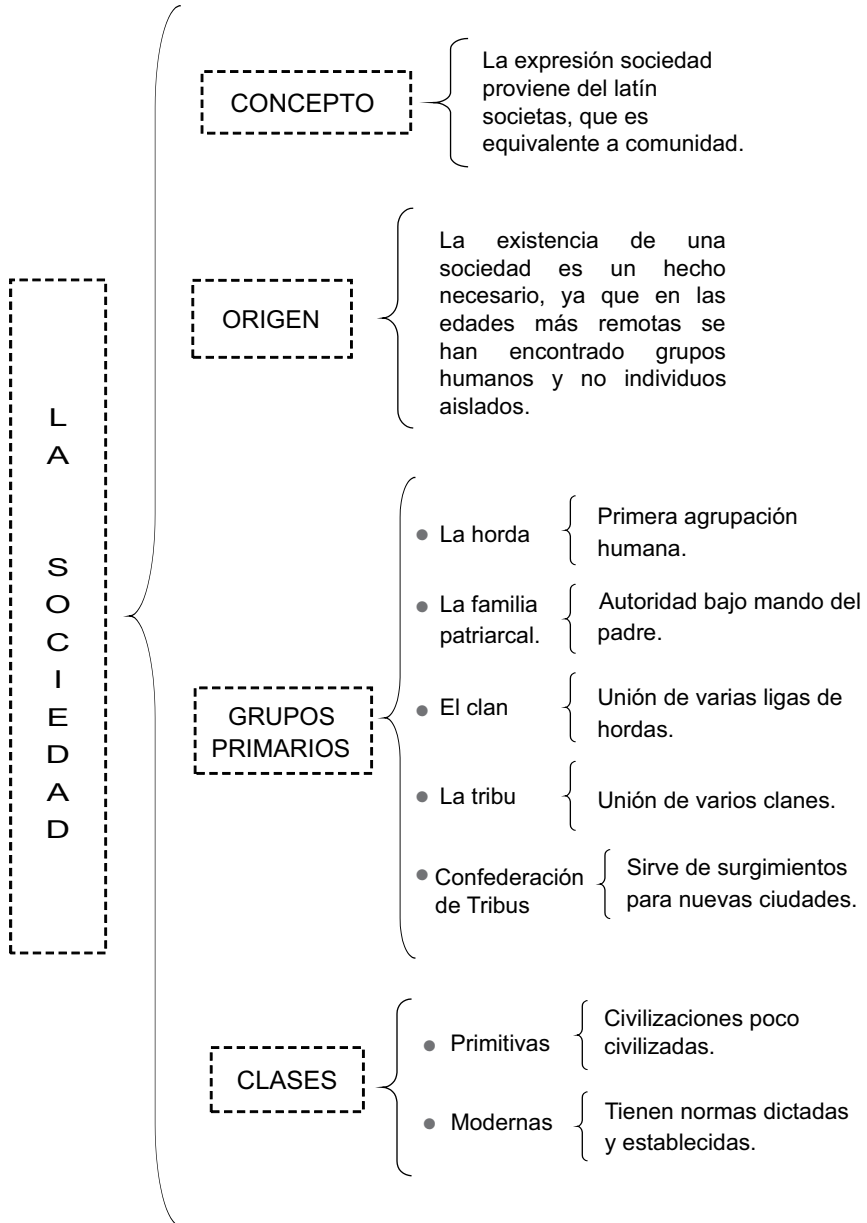 LA SOCIEDAD
CONCEPTO
La expresión sociedad
proviene del latín
societas, que es
equivalente a comunidad.
ORIGEN
La existencia de una
sociedad es un hecho
necesario, ya que en las
edades más remotas se
han encontrado grupos
humanos y no individuos
aislados.
GRUPOS
PRIMARIOS
La horda
Primera agrupación
humana.
La familia
patriarcal.
Autoridad bajo mando del
padre.
El clan
Unión de varias ligas de
hordas.
La tribu
Unión de varios clanes.
Confederación
de Tribus
Sirve de surgimientos
para nuevas ciudades.
CLASES
Primitivas
Civilizaciones poco
civilizadas.
Modernas
Tienen normas dictadas
y establecidas.